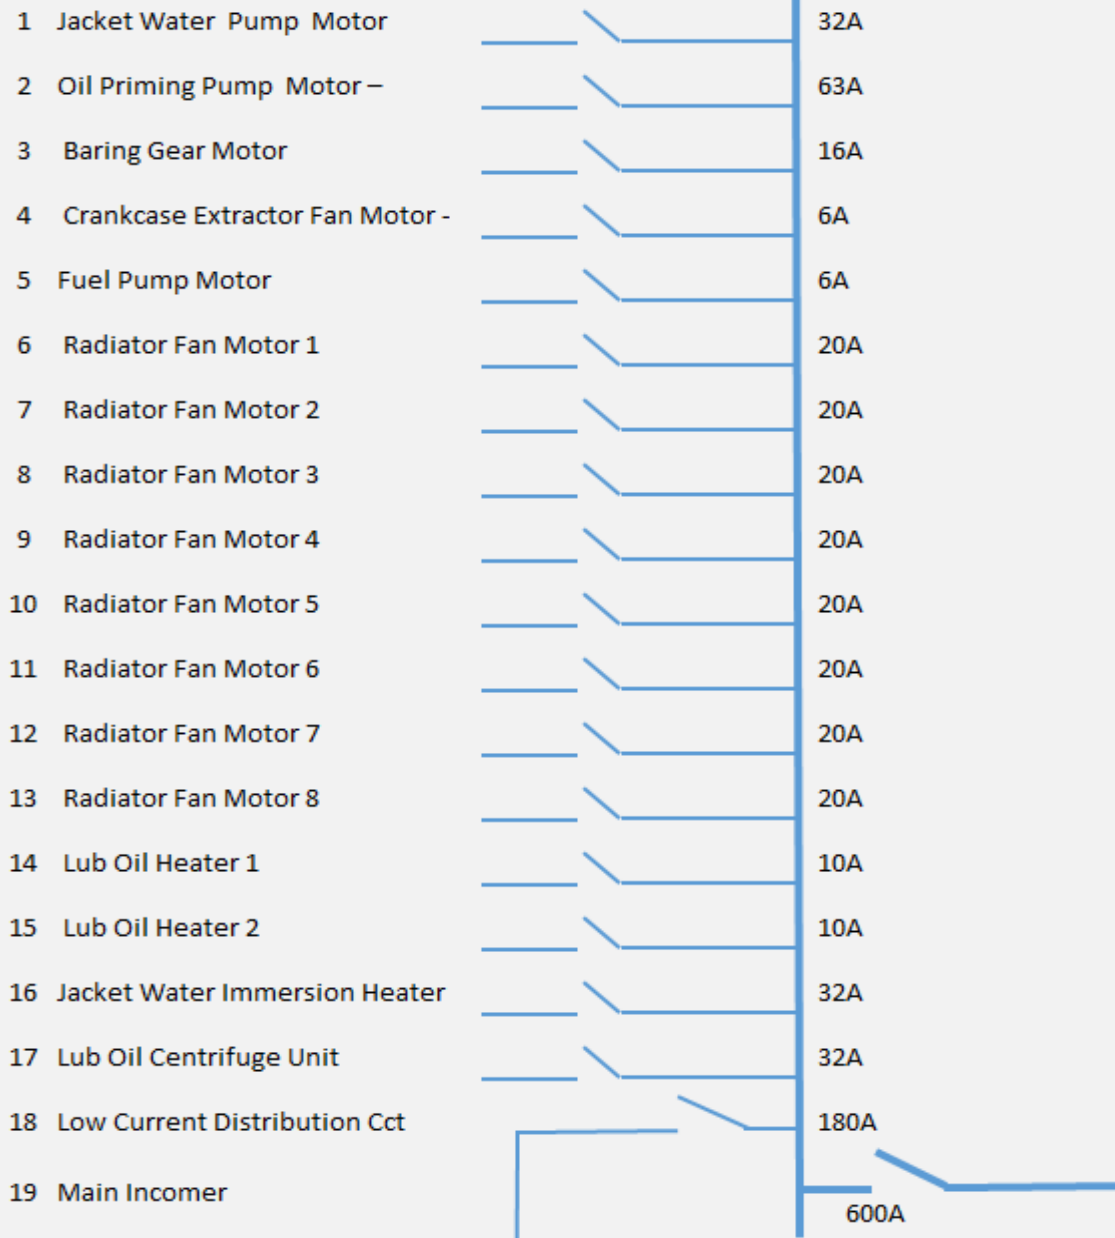 1 Jacket Water Pump Motor 32A
2 Oil Priming Pump Motor – 63A
3 Baring Gear Motor 16A
4 Crankcase Extractor Fan Motor - 6A
5 Fuel Pump Motor 6A
6 Radiator Fan Motor 1 20A
7 Radiator Fan Motor 2 20A
8 Radiator Fan Motor 3 20A
9 Radiator Fan Motor 4 20A
10 Radiator Fan Motor 5 20A
11 Radiator Fan Motor 6 20A
12 Radiator Fan Motor 7 20A
13 Radiator Fan Motor 8 20A
14 Lub Oil Heater 1 10A
15 Lub Oil Heater 2 10A
16 Jacket Water Immersion Heater 32A
17 Lub Oil Centrifuge Unit 32A
18 Low Current Distribution Cct 180A
19 Main Incomer
600A